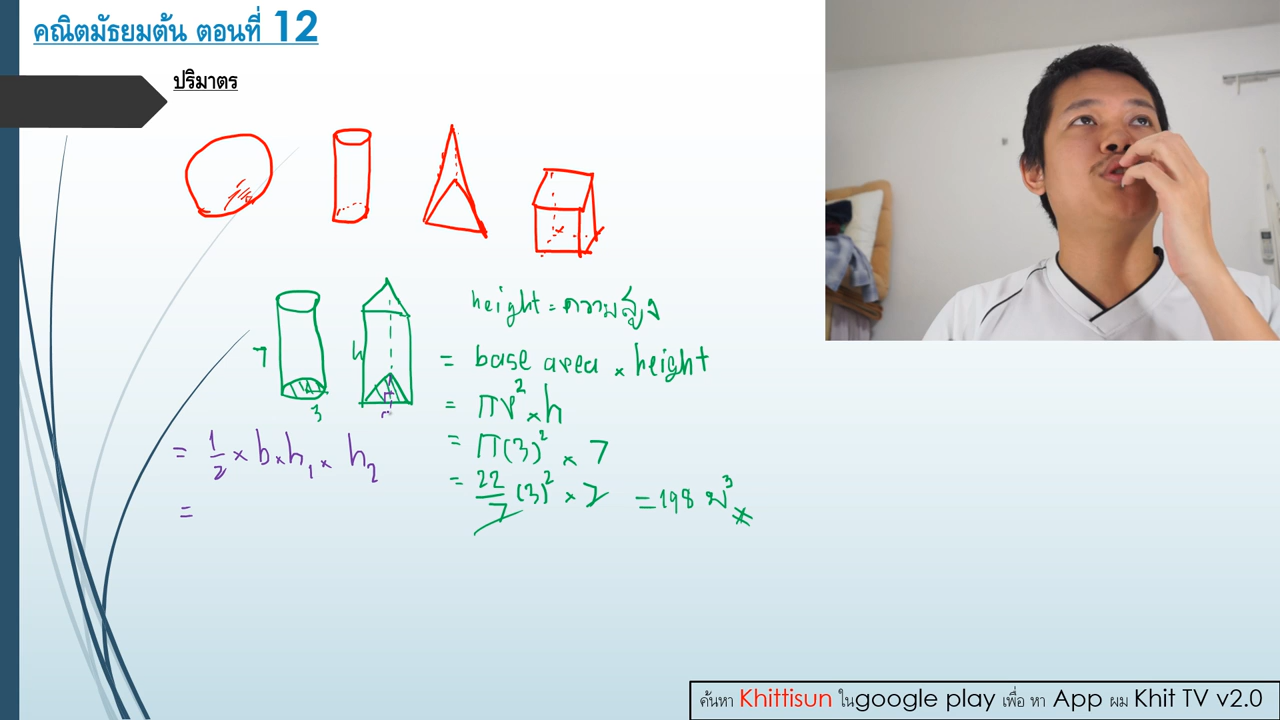 คณิตมัธยมต้น ตอนที่ 12
ปริมาตร
height = ความสูง
7
h
= base area × height
3
= πr² × h
= π(3)² × 7
= 1/2 × b × h₁ × h₂
= 22/7 (3)² × 7 = 198 ม³
=
ค้นหา Khittisun ในgoogle play เพื่อ หา App ผม Khit TV v2.0